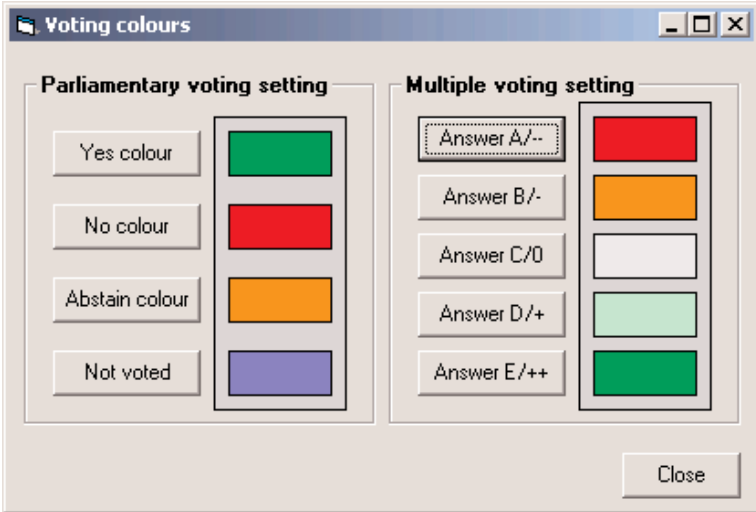 Voting colours
Parliamentary voting setting
Yes colour
No colour
Abstain colour
Not voted
Multiple voting setting
Answer A/--
Answer B/-
Answer C/0
Answer D/+
Answer E/++
Close